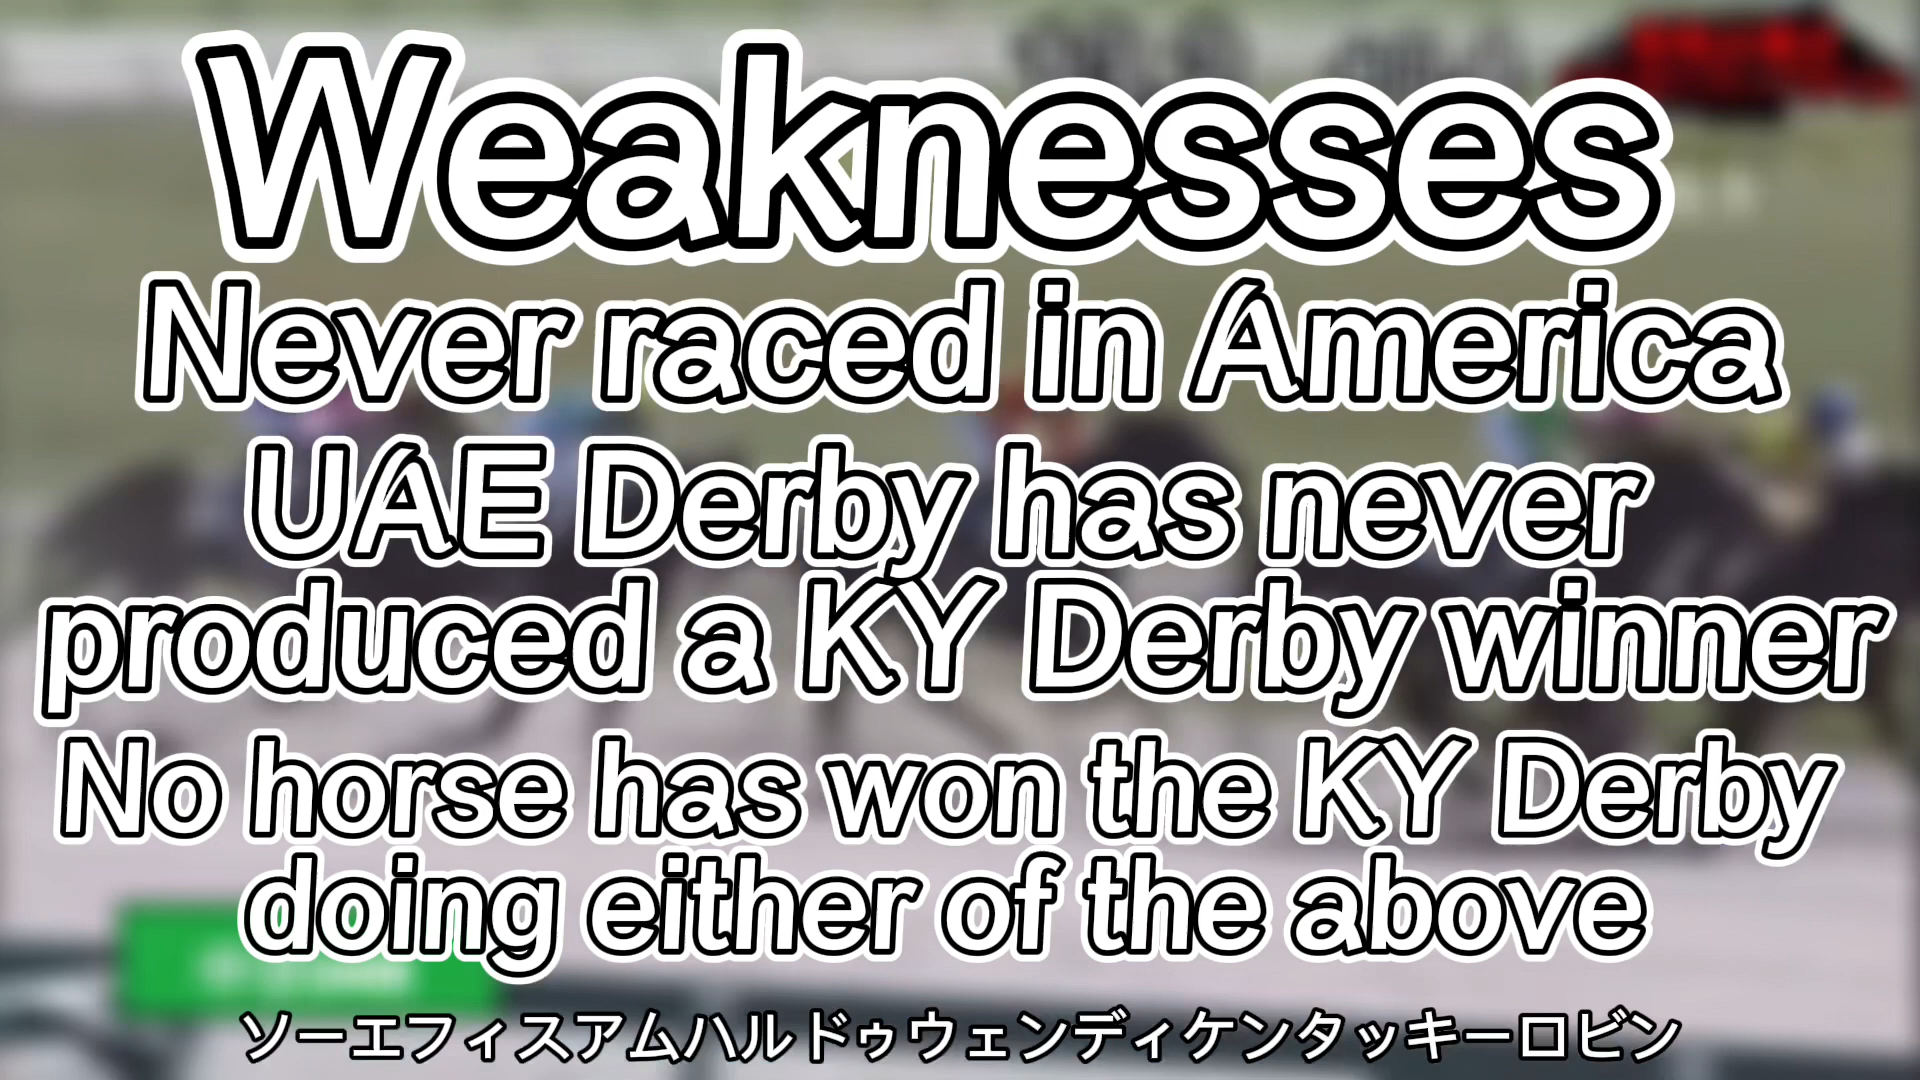 Weaknesses
Never raced in America
UAE Derby has never
produced a KY Derby winner
No horse has won the KY Derby
doing either of the above
ソーエフィスアムハルドゥウェンディケンタッキーロビン